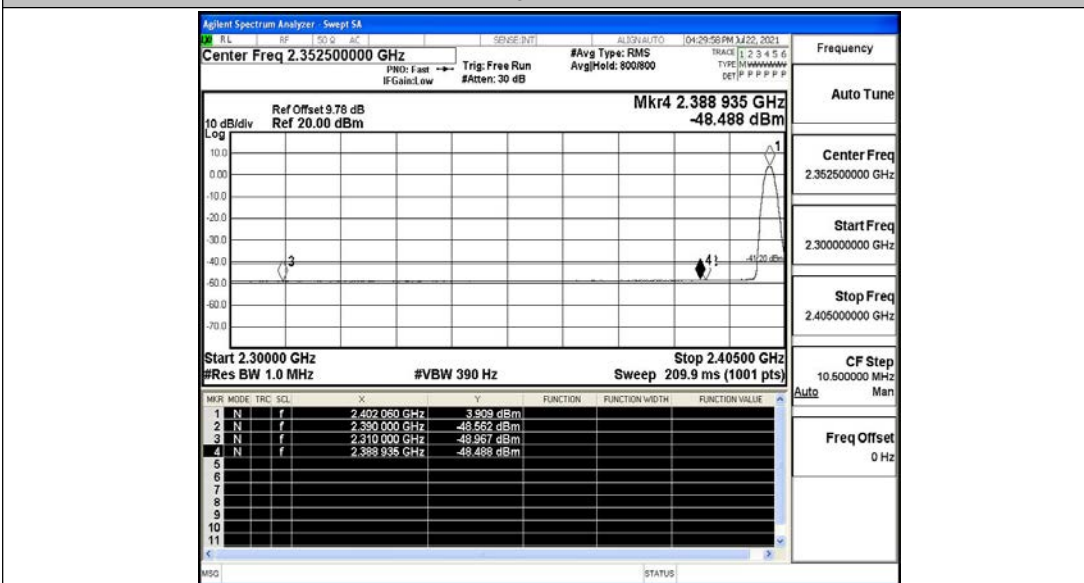 Agilent Spectrum Analyzer - Swept SA
RL RF 50 Ω AC SENSE:INT ALIGN AUTO 04:29:58 PM Jul 22, 2021
Center Freq 2.352500000 GHz
PNO: Fast
IFGain:Low
Trig: Free Run
#Atten: 30 dB
#Avg Type: RMS
Avg|Hold: 800/800
TRACE 1 2 3 4 5 6
TYPE M
DET P P P P P P
Ref Offset 9.78 dB
Ref 20.00 dBm
10 dB/div
Log
Mkr4 2.388 935 GHz
-48.488 dBm
10.0
0.00
-10.0
-20.0
-30.0
-40.0
-50.0
-60.0
-70.0
1
3
4
-41.20 dBm
Start 2.30000 GHz
Stop 2.40500 GHz
#Res BW 1.0 MHz
#VBW 390 Hz
Sweep 209.9 ms (1001 pts)
MKR MODE TRC SCL X Y FUNCTION FUNCTION WIDTH FUNCTION VALUE
1 N f 2.402 060 GHz 3.909 dBm
2 N f 2.390 000 GHz -48.562 dBm
3 N f 2.310 000 GHz -48.967 dBm
4 N f 2.388 935 GHz -48.488 dBm
5
6
7
8
9
10
11
MSG
STATUS
Frequency
Auto Tune
Center Freq
2.352500000 GHz
Start Freq
2.300000000 GHz
Stop Freq
2.405000000 GHz
CF Step
10.500000 MHz
Auto Man
Freq Offset
0 Hz